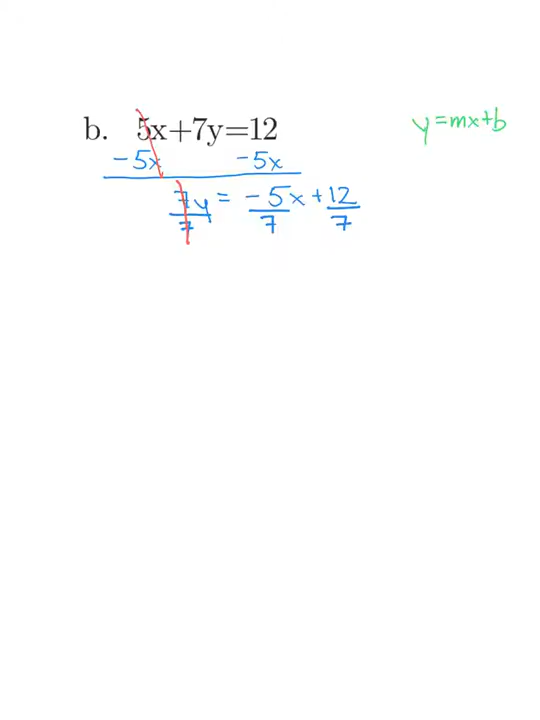 b. 5x+7y=12
y=mx+b
-5x -5x
7y = -5x + 12
7 7 7